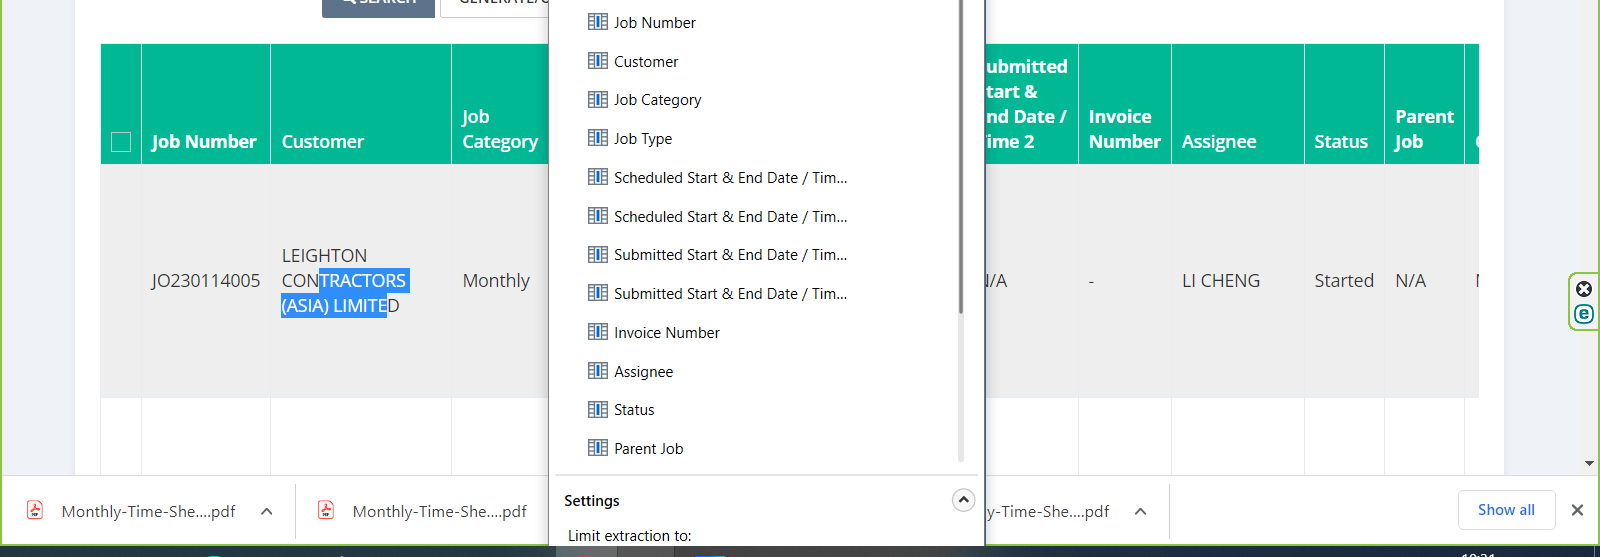 SEARCH
GENERATE/
Job Number
Customer
Job Category
Job Type
Scheduled Start & End Date / Tim...
Scheduled Start & End Date / Tim...
Submitted Start & End Date / Tim...
Submitted Start & End Date / Tim...
Invoice Number
Assignee
Status
Parent Job
Settings
Limit extraction to:
Job Number
Customer
Job
Category
ubmitted
tart &
nd Date /
ime 2
Invoice
Number
Assignee
Status
Parent
Job
JO230114005
LEIGHTON
CONTRACTORS
(ASIA) LIMITED
Monthly
/A
-
LI CHENG
Started
N/A
Monthly-Time-She....pdf
Monthly-Time-She....pdf
y-Time-She....pdf
Show all